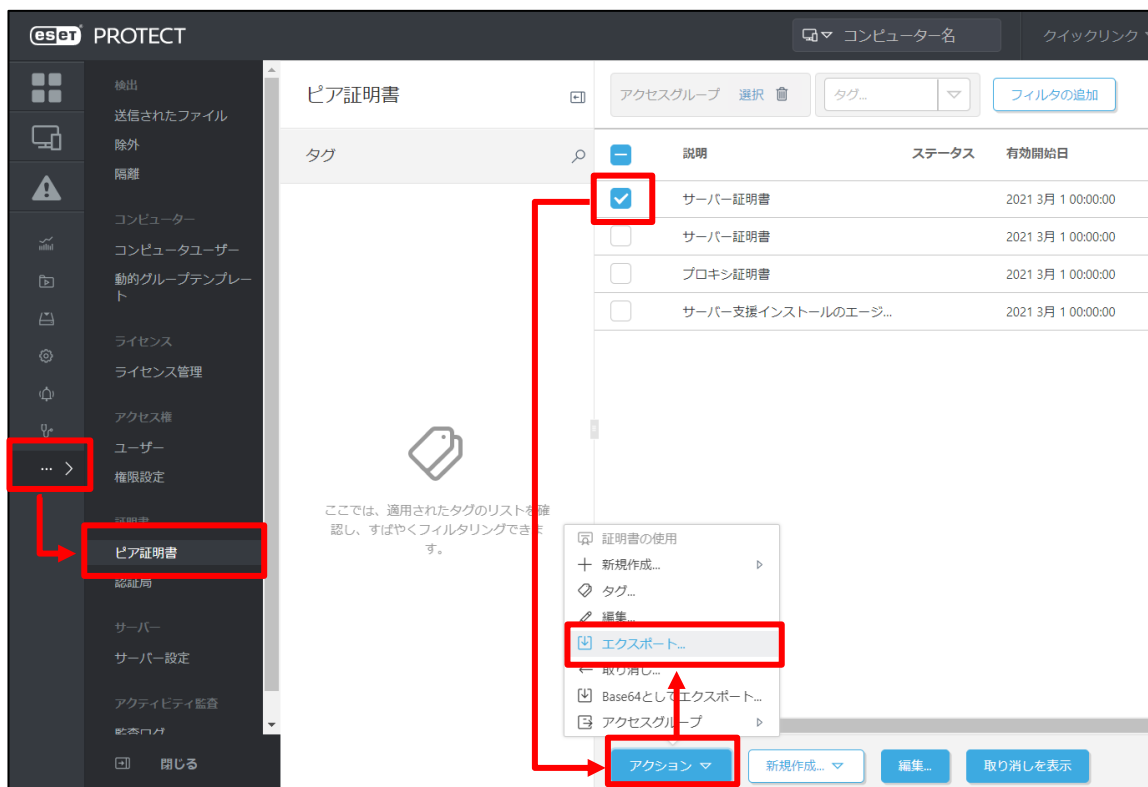 eset PROTECT
コンピューター名
クイックリンク
検出
送信されたファイル
除外
隔離
コンピューター
コンピュータユーザー
動的グループテンプレー
ト
ライセンス
ライセンス管理
アクセス権
ユーザー
権限設定
証明書
ピア証明書
認証局
サーバー
サーバー設定
アクティビティ監査
監査ログ
閉じる
ピア証明書
タグ
ここでは、適用されたタグのリストを確
認し、すばやくフィルタリングできま
す。
アクセスグループ 選択
タグ...
フィルタの追加
説明 ステータス 有効開始日
サーバー証明書 2021 3月 1 00:00:00
サーバー証明書 2021 3月 1 00:00:00
プロキシ証明書 2021 3月 1 00:00:00
サーバー支援インストールのエージ... 2021 3月 1 00:00:00
証明書の使用
新規作成...
タグ...
編集...
エクスポート...
取り消し...
Base64としてエクスポート...
アクセスグループ
アクション
新規作成...
編集...
取り消しを表示